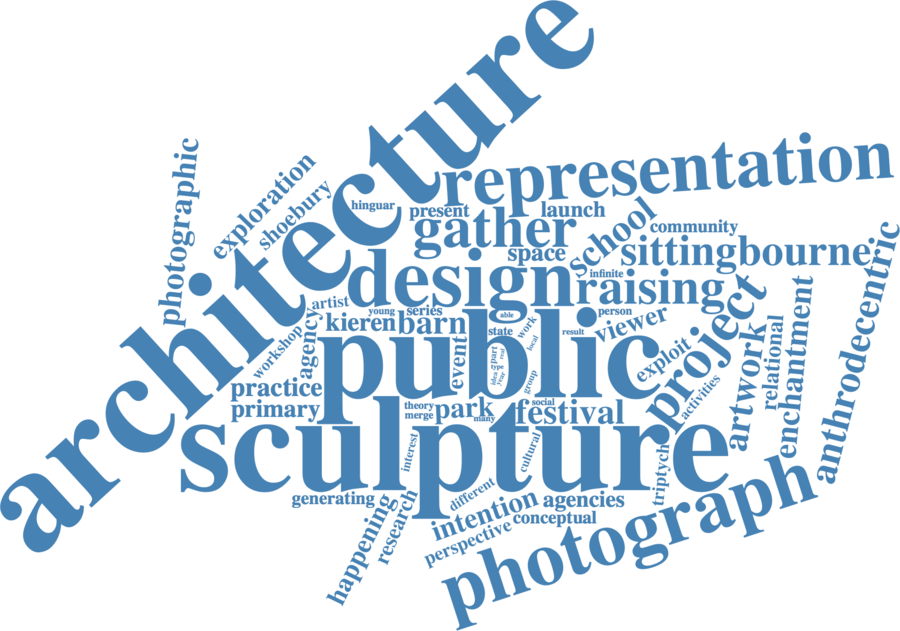 architecture
representation
photographic
exploration
shoebury
hinguar
present
launch
gather
school
community
space
sittingbourne
design
infinite
raising
anthrodecentric
artist
young
series
able
person
project
enchantment
kieren
barn
state
work
result
viewer
agency
workshop
public
event
part
real
local
exploit
artwork
relational
type
idea
year
group
activities
practice
primary
theory
merge
park
many
social
festival
sculpture
interest
cultural
triptych
generating
different
agencies
happening
research
intention
conceptual
perspective
photograph